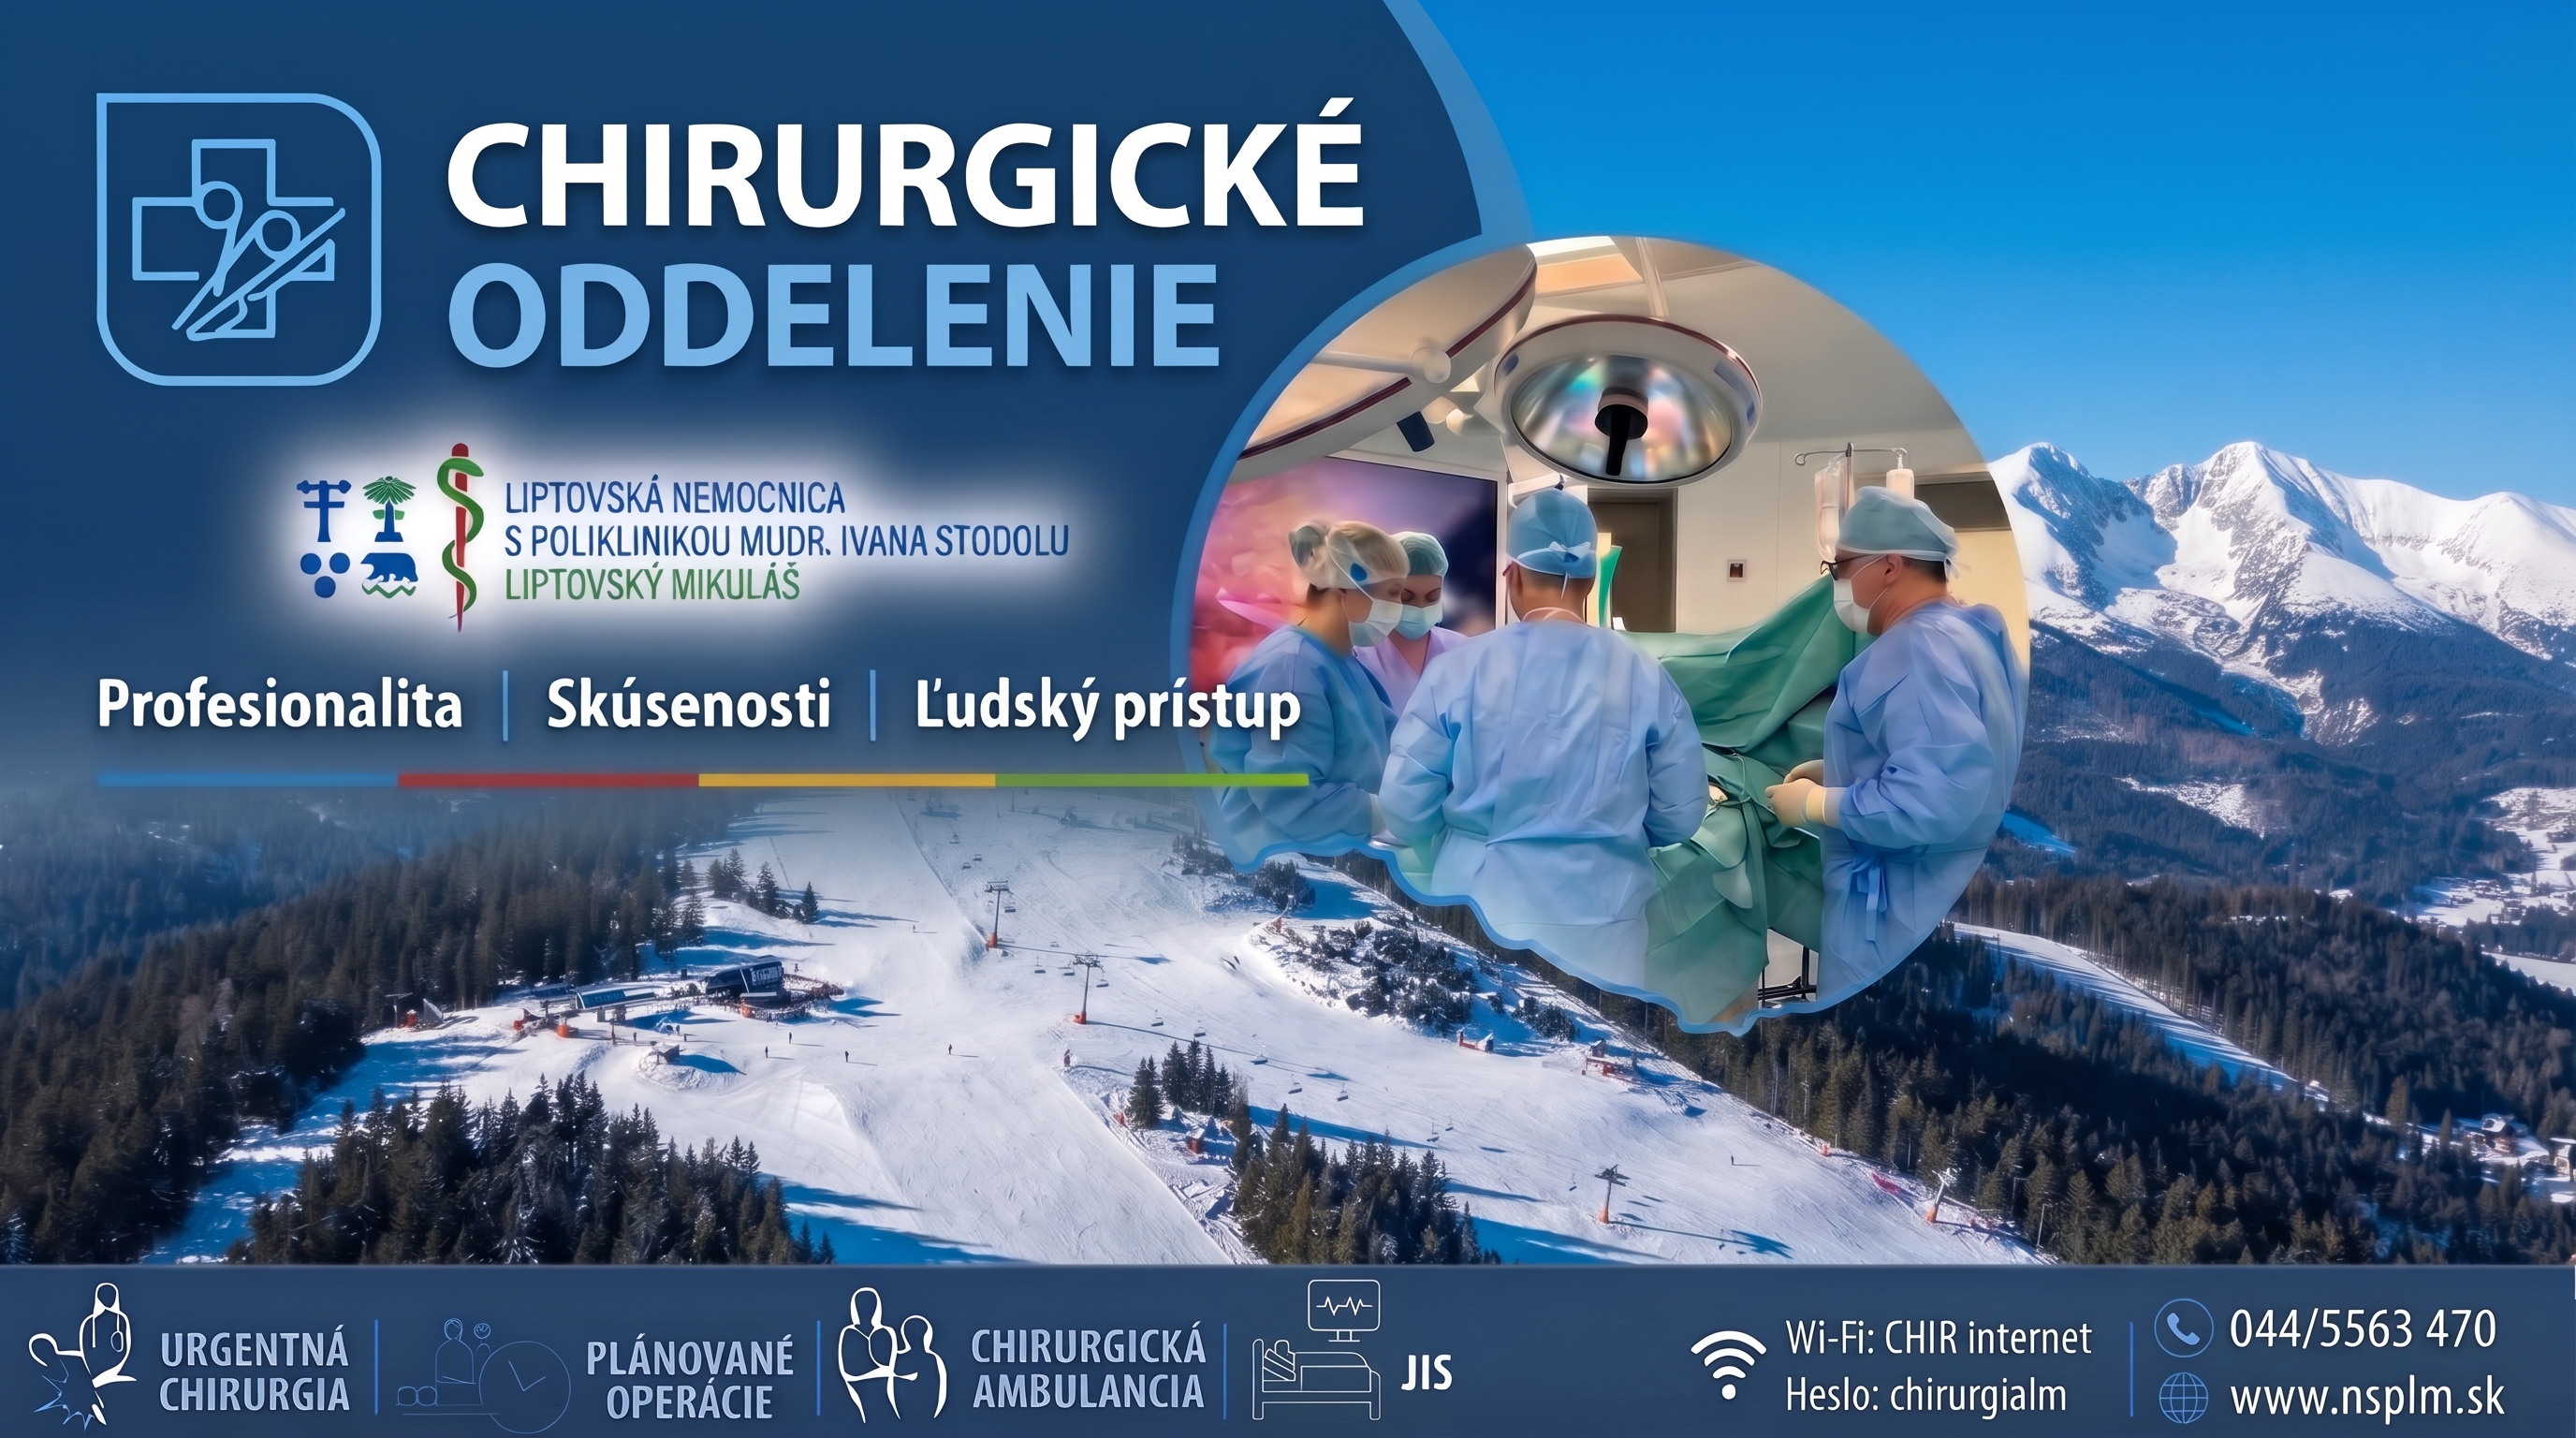 CHIRURGICKÉ
ODDELENIE
LIPTOVSKÁ NEMOCNICA
S POLIKLINIKOU MUDR. IVANA STODOLU
LIPTOVSKÝ MIKULÁŠ
Profesionalita | Skúsenosti | Ľudský prístup
URGENTNÁ
CHIRURGIA
PLÁNOVANÉ
OPERÁCIE
CHIRURGICKÁ
AMBULANCIA
JIS
Wi-Fi: CHIR internet
Heslo: chirurgialm
044/5563 470
www.nsplm.sk